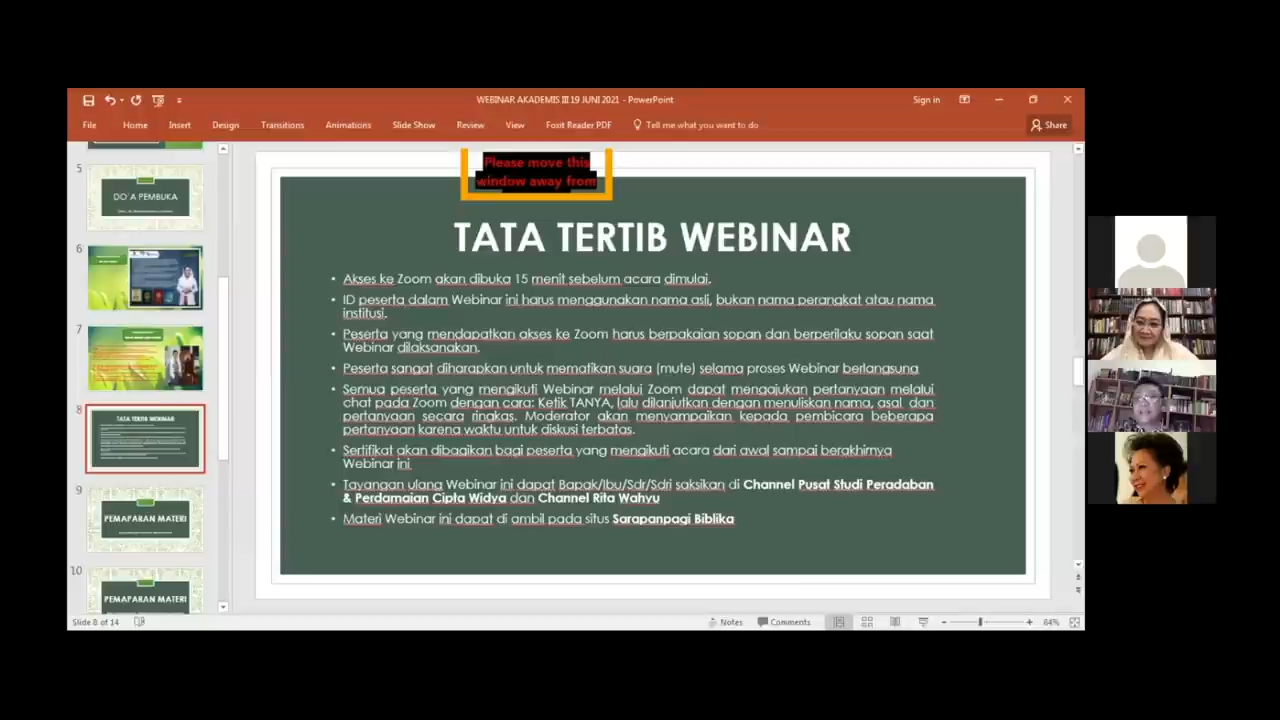 WEBINAR AKADEMIS III 19 JUNI 2021 - PowerPoint
Sign in
File Home Insert Design Transitions Animations Slide Show Review View Foxit Reader PDF Tell me what you want to do
Share
Please move this
window away from
5
DO'A PEMBUKA
6
7
8
TATA TERTIB WEBINAR
9
PEMAPARAN MATERI
10
PEMAPARAN MATERI
TATA TERTIB WEBINAR
• Akses ke Zoom akan dibuka 15 menit sebelum acara dimulai.
• ID peserta dalam Webinar ini harus menggunakan nama asli, bukan nama perangkat atau nama
institusi.
• Peserta yang mendapatkan akses ke Zoom harus berpakaian sopan dan berperilaku sopan saat
Webinar dilaksanakan.
• Peserta sangat diharapkan untuk mematikan suara (mute) selama proses Webinar berlangsung
• Semua peserta yang mengikuti Webinar melalui Zoom dapat mengajukan pertanyaan melalui
chat pada Zoom dengan cara: Ketik TANYA, lalu dilanjutkan dengan menuliskan nama, asal dan
pertanyaan secara ringkas. Moderator akan menyampaikan kepada pembicara beberapa
pertanyaan karena waktu untuk diskusi terbatas.
• Sertifikat akan dibagikan bagi peserta yang mengikuti acara dari awal sampai berakhirnya
Webinar ini
• Tayangan ulang Webinar ini dapat Bapak/Ibu/Sdr/Sdri saksikan di Channel Pusat Studi Peradaban
& Perdamaian Cipta Widya dan Channel Rita Wahyu
• Materi Webinar ini dapat di ambil pada situs Sarapanpagi Biblika
Slide 8 of 14
Notes Comments 84%